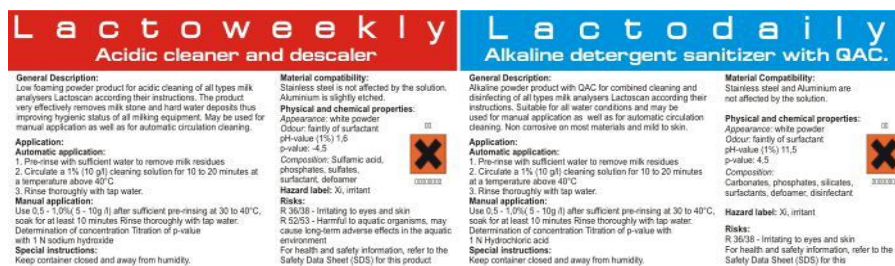 Lactoweekly
Acidic cleaner and descaler
General Description:
Low foaming powder product for acidic cleaning of all types milk
analysers Lactoscan according their instructions. The product
very effectively removes milk stone and hard water deposits thus
improving hygienic status of all milking equipment. May be used for
manual application as well as for automatic circulation cleaning.
Application:
Automatic application:
1. Pre-rinse with sufficient water to remove milk residues
2. Circulate a 1% (10 g/l) cleaning solution for 10 to 20 minutes at
a temperature above 40°C
3. Rinse thoroughly with tap water.
Manual application:
Use 0,5 - 1,0%( 5 - 10g /l) after sufficient pre-rinsing at 30 to 40°C,
soak for at least 10 minutes Rinse thoroughly with tap water.
Determination of concentration Titration of p-value
with 1 N sodium hydroxide
Special instructions:
Keep container closed and away from humidity.
Material compatibility:
Stainless steel is not affected by the solution.
Aluminium is slightly etched.
Physical and chemical properties:
Appearance: white powder
Odour: faintly of surfactant
pH-value (1%) 1,6
p-value: -4,5
Composition: Sulfamic acid,
phosphates, sulfates,
surfactant, defoamer
Hazard label: Xi, irritant
Risks:
R 36/38 - Irritating to eyes and skin
R 52/53 - Harmful to aquatic organisms, may
cause long-term adverse effects in the aquatic
environment
For health and safety information, refer to the
Safety Data Sheet (SDS) for this product
Lactodaily
Alkaline detergent sanitizer with QAC.
General Description:
Alkaline powder product with QAC for combined cleaning and
disinfecting of all types milk analysers Lactoscan according their
instructions. Suitable for all water conditions and may be
used for manual application as well as for automatic circulation
cleaning. Non corrosive on most materials and mild to skin.
Application:
Automatic application:
1. Pre-rinse with sufficient water to remove milk residues
2. Circulate a 1% (10 g/l) cleaning solution for 10 to 20 minutes
at a temperature above 40°C
3. Rinse thoroughly with tap water.
Manual application:
Use 0,5 - 1,0%( 5 - 10g /l) after sufficient pre-rinsing at 30 to 40°C,
soak for at least 10 minutes Rinse thoroughly with tap water.
Determination of concentration Titration of p-value with
1 N Hydrochloric acid
Special instructions:
Keep container closed and away from humidity.
Material Compatibility:
Stainless steel and Aluminium are
not affected by the solution.
Physical and chemical properties:
Appearance: white powder
Odour: faintly of surfactant
pH-value (1%) 11,5
p-value: 4,5
Composition:
Carbonates, phosphates, silicates,
surfactants, defoamer, disinfectant
Hazard label: Xi, irritant
Risks:
R 36/38 - Irritating to eyes and skin
For health and safety information, refer to the
Safety Data Sheet (SDS) for this